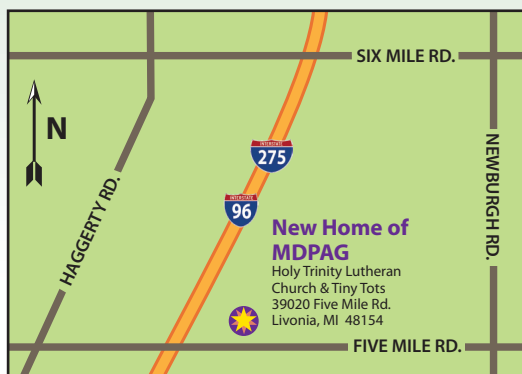 SIX MILE RD.
N
INTERSTATE
275
INTERSTATE
96
HAGGERTY RD.
NEWBURGH RD.
New Home of
MDPAG
Holy Trinity Lutheran
Church & Tiny Tots
39020 Five Mile Rd.
Livonia, MI 48154
FIVE MILE RD.